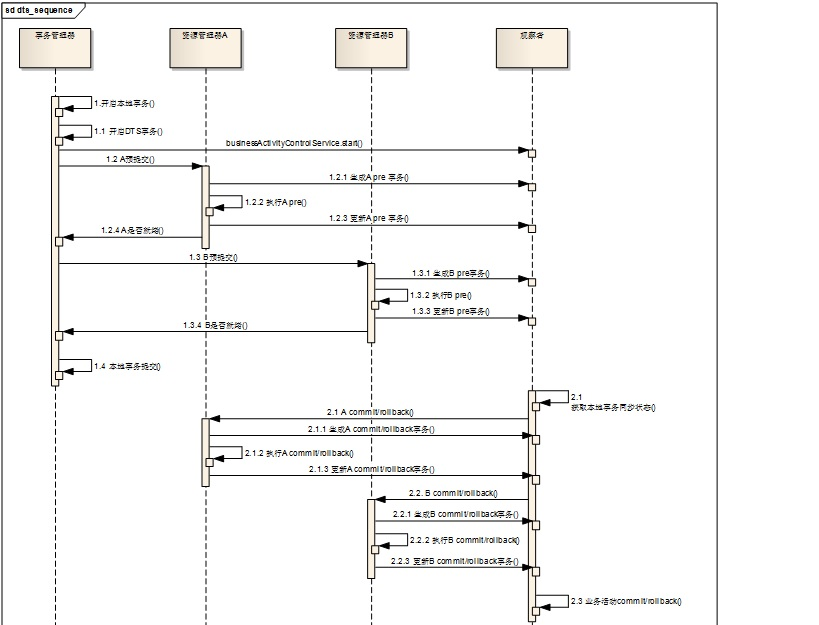 sd dts_sequence
事务管理器
资源管理器A
资源管理器B
观察者
1.开启本地事务()
1.1 开启DTS事务()
businessActivityControlService.start()
1.2 A预提交()
1.2.1 生成A pre 事务()
1.2.2 执行A pre()
1.2.3 更新A pre 事务()
1.2.4 A是否就绪()
1.3 B预提交()
1.3.1 生成B pre事务()
1.3.2 执行B pre()
1.3.3 更新B pre事务()
1.3.4 B是否就绪()
1.4 本地事务提交()
2.1
获取本地事务同步状态()
2.1 A commit/rollback()
2.1.1 生成A commit/rollback事务()
2.1.2 执行A commit/rollback()
2.1.3 更新A commit/rollback事务()
2.2. B commit/rollback()
2.2.1 生成B commit/rollback事务()
2.2.2 执行B commit/rollback()
2.2.3 更新B commit/rollback事务()
2.3 业务活动commit/rollback()